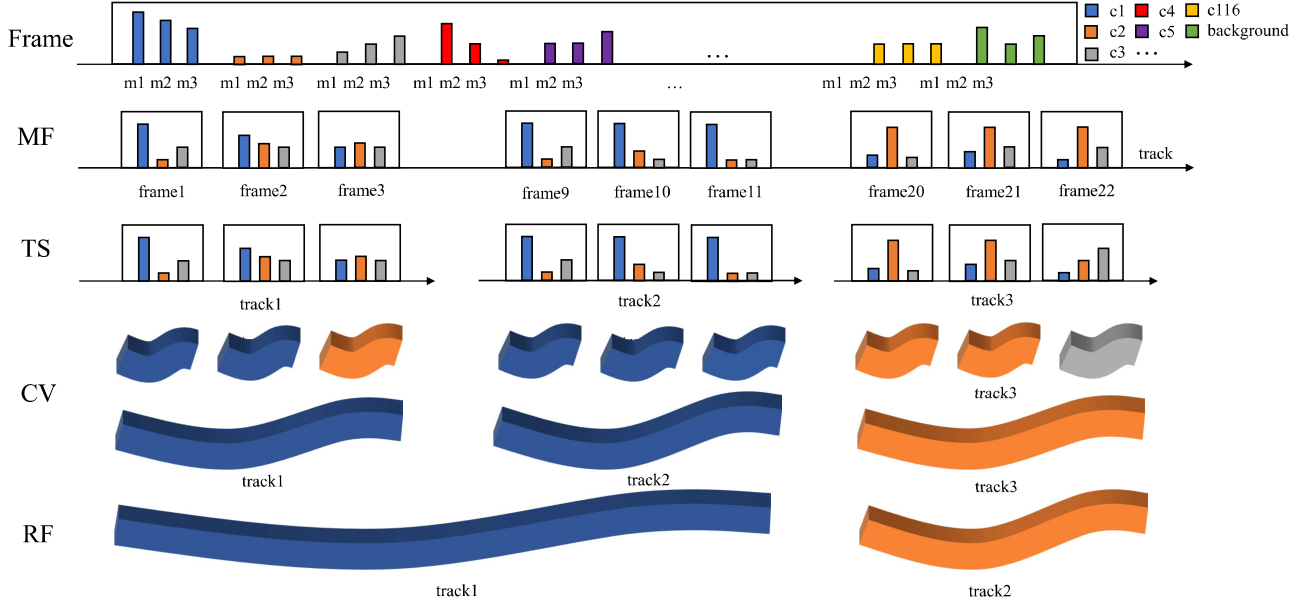 Frame
c1 c4 c116
c2 c5 background
c3 ...
...
m1 m2 m3 m1 m2 m3 m1 m2 m3 m1 m2 m3 m1 m2 m3 ... m1 m2 m3 m1 m2 m3
MF
track
frame1 frame2 frame3 frame9 frame10 frame11 frame20 frame21 frame22
TS
track1 track2 track3
CV
track3
track1 track2 track3
RF
track1 track2